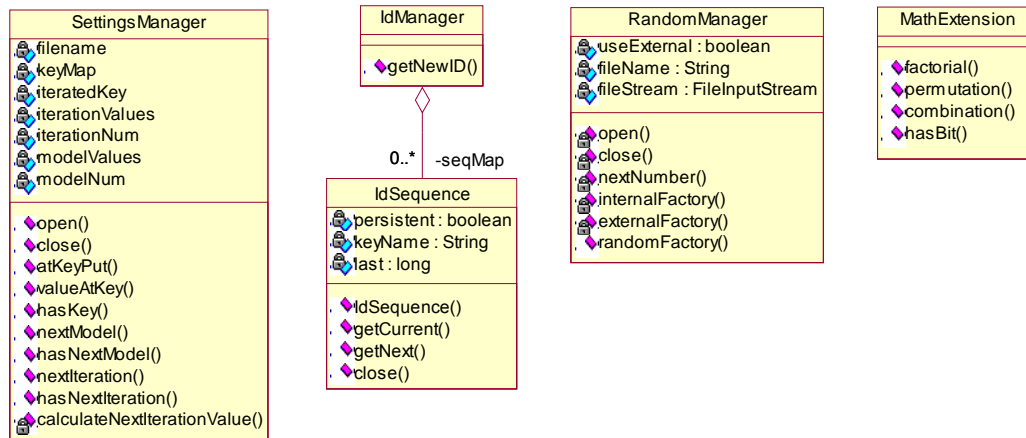 SettingsManager
filename
keyMap
iteratedKey
iterationValues
iterationNum
modelValues
modelNum
open()
close()
atKeyPut()
valueAtKey()
hasKey()
nextModel()
hasNextModel()
nextIteration()
hasNextIteration()
calculateNextIterationValue()
IdManager
getNewID()
0..* -seqMap
IdSequence
persistent : boolean
keyName : String
last : long
IdSequence()
getCurrent()
getNext()
close()
RandomManager
useExternal : boolean
fileName : String
fileStream : FileInputStream
open()
close()
nextNumber()
internalFactory()
externalFactory()
randomFactory()
MathExtension
factorial()
permutation()
combination()
hasBit()